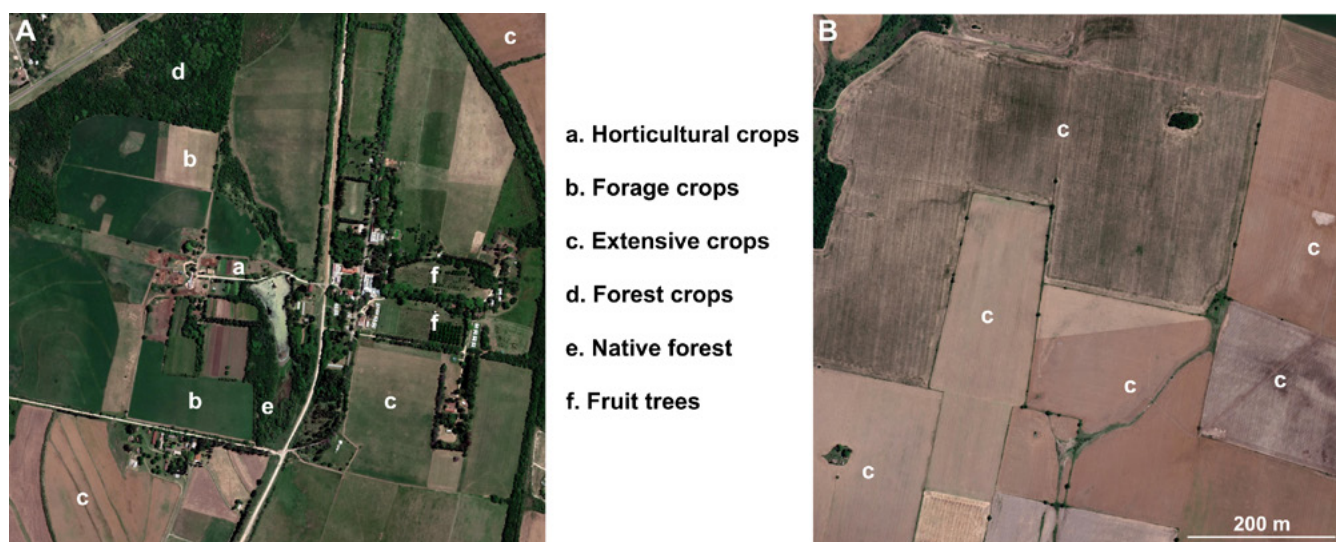 A
c
d
b
a
f
f
b
e
c
c
a. Horticultural crops
b. Forage crops
c. Extensive crops
d. Forest crops
e. Native forest
f. Fruit trees
B
c
c
c
c
c
c
200 m